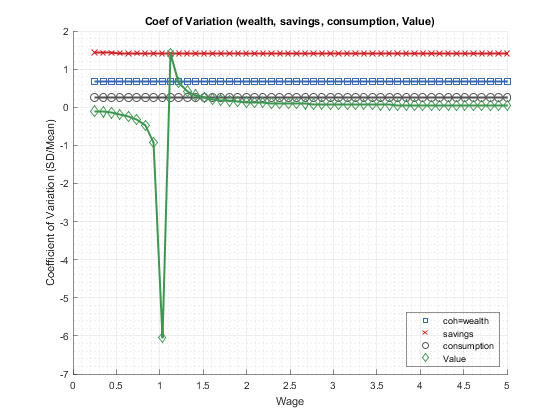 Coef of Variation (wealth, savings, consumption, Value)
Coefficient of Variation (SD/Mean)
2
1
0
-1
-2
-3
-4
-5
-6
-7
coh=wealth
savings
consumption
Value
0 0.5 1 1.5 2 2.5 3 3.5 4 4.5 5
Wage